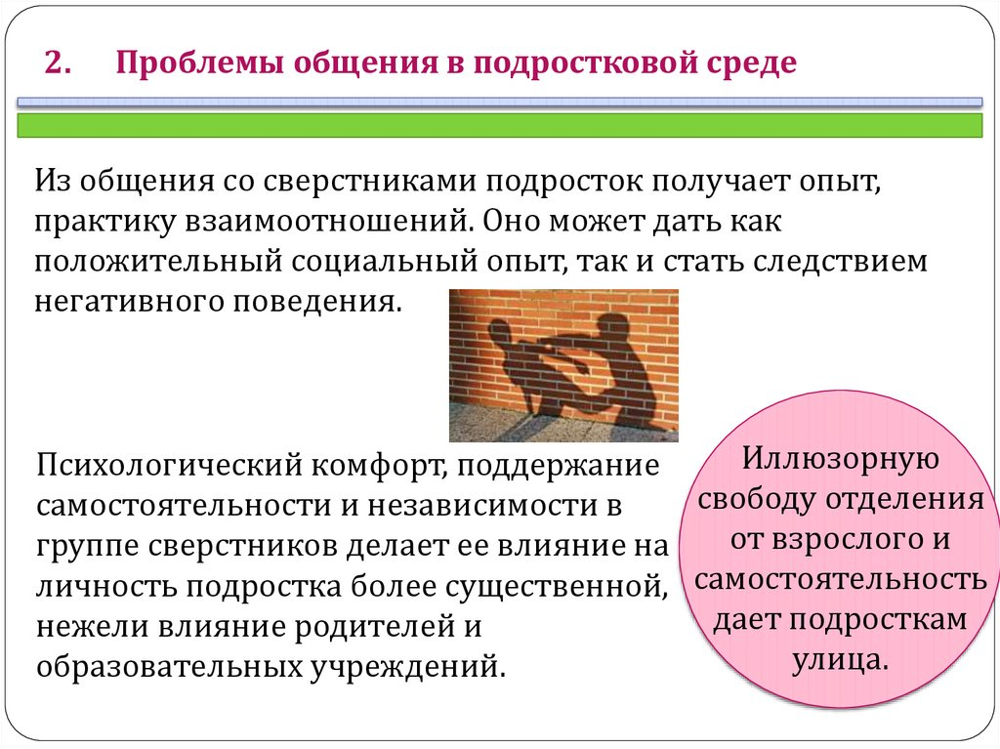 2. Проблемы общения в подростковой среде
Из общения со сверстниками подросток получает опыт,
практику взаимоотношений. Оно может дать как
положительный социальный опыт, так и стать следствием
негативного поведения.
Психологический комфорт, поддержание
самостоятельности и независимости в
группе сверстников делает ее влияние на
личность подростка более существенной,
нежели влияние родителей и
образовательных учреждений.
Иллюзорную
свободу отделения
от взрослого и
самостоятельность
дает подросткам
улица.